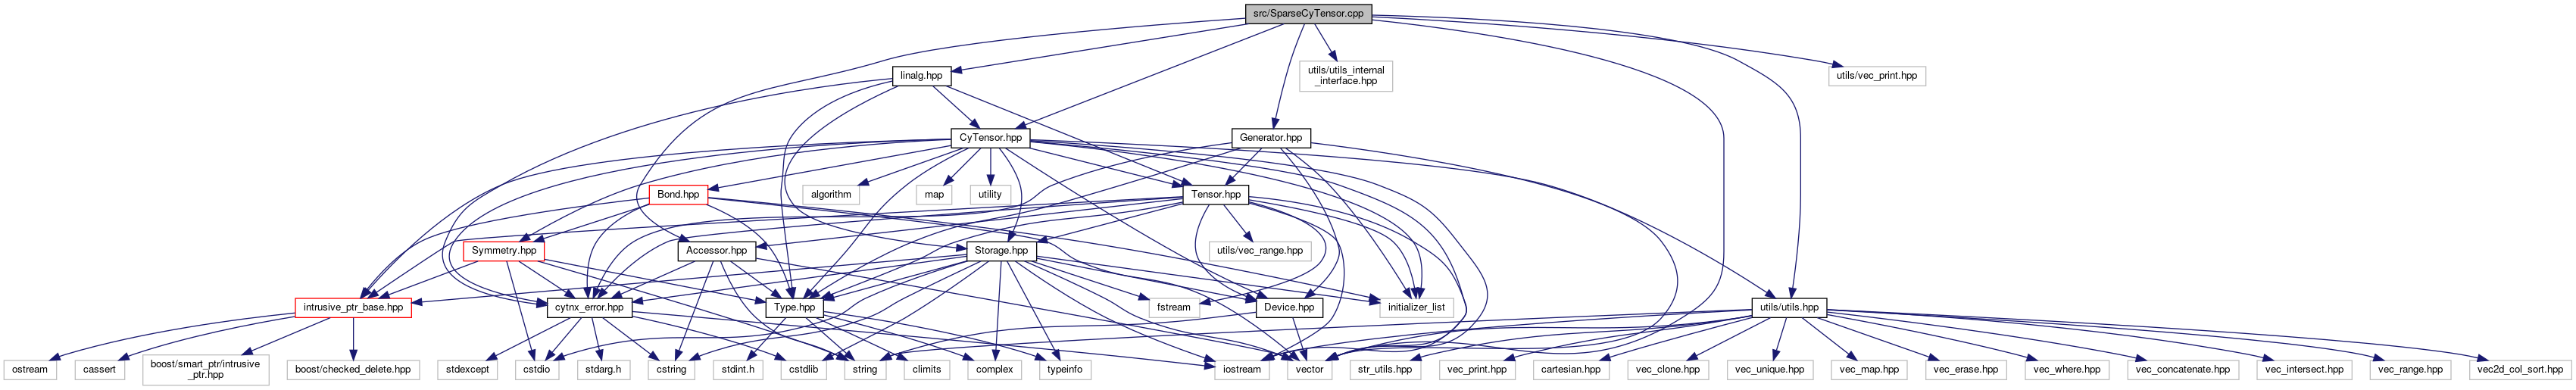 src/SparseCyTensor.cpp
linalg.hpp
utils/utils_internal
_interface.hpp
utils/vec_print.hpp
CyTensor.hpp
Generator.hpp
Bond.hpp
algorithm
map
utility
Tensor.hpp
Symmetry.hpp
Accessor.hpp
Storage.hpp
utils/vec_range.hpp
intrusive_ptr_base.hpp
cytnx_error.hpp
Type.hpp
fstream
Device.hpp
initializer_list
utils/utils.hpp
ostream
cassert
boost/smart_ptr/intrusive
_ptr.hpp
boost/checked_delete.hpp
stdexcept
cstdio
stdarg.h
cstring
stdint.h
cstdlib
string
climits
complex
typeinfo
iostream
vector
str_utils.hpp
vec_print.hpp
cartesian.hpp
vec_clone.hpp
vec_unique.hpp
vec_map.hpp
vec_erase.hpp
vec_where.hpp
vec_concatenate.hpp
vec_intersect.hpp
vec_range.hpp
vec2d_col_sort.hpp